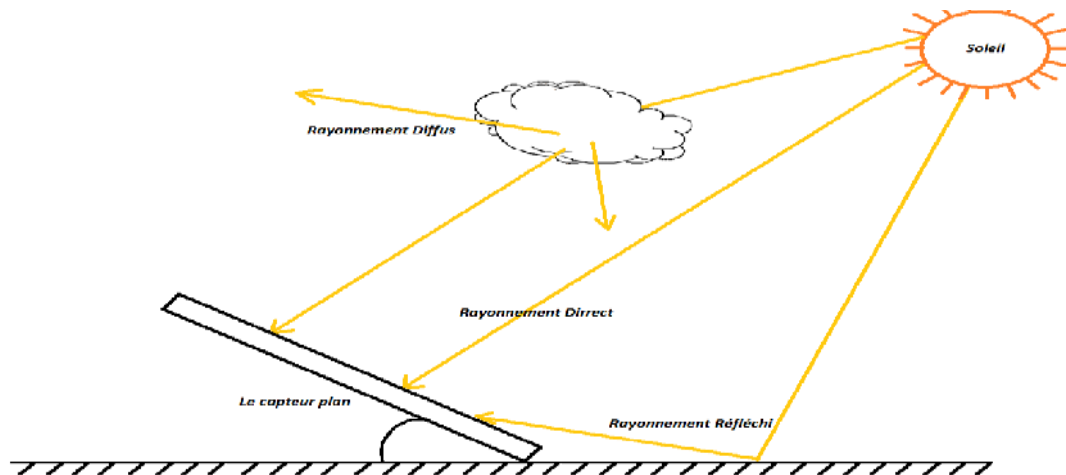 Soleil
Rayonnement Diffus
Rayonnement Dirrect
Le capteur plan
Rayonnement Réfléchi